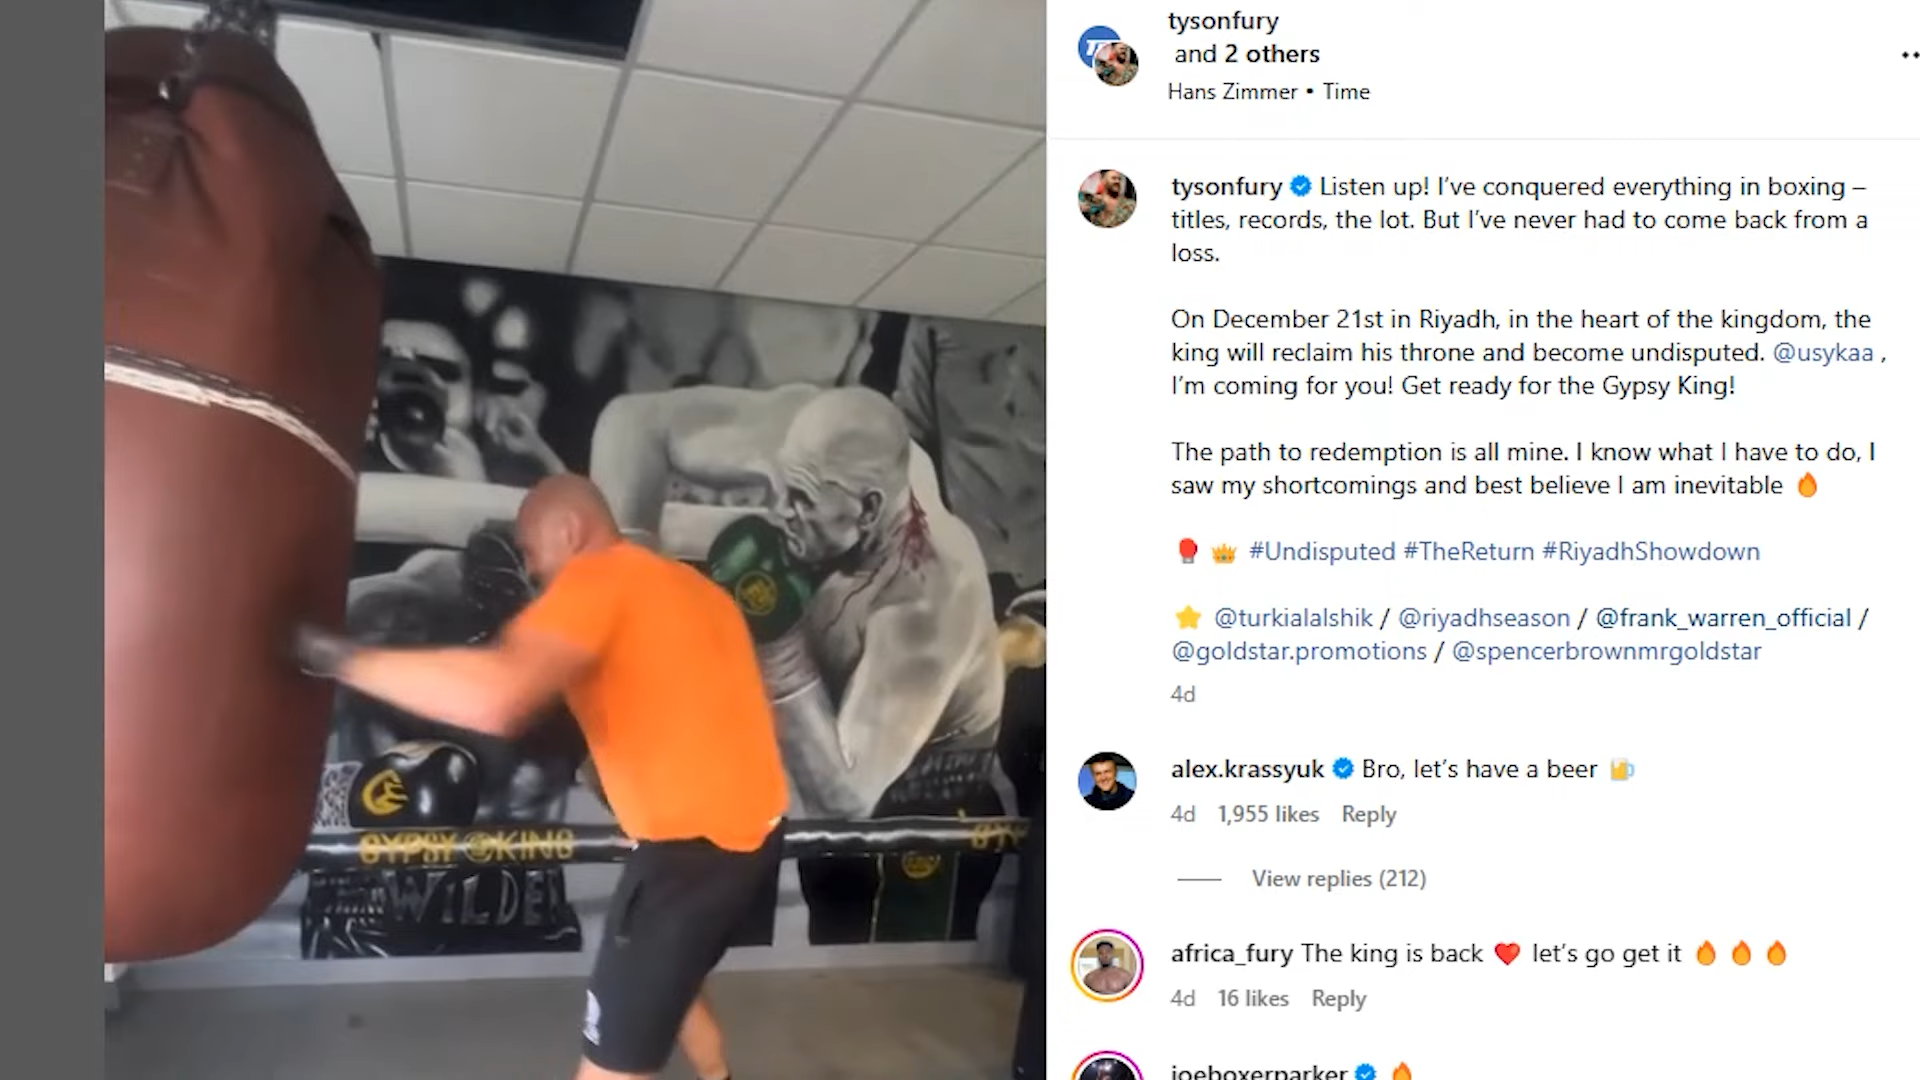 tysonfury
and 2 others
Hans Zimmer • Time
tysonfury Listen up! I’ve conquered everything in boxing –
titles, records, the lot. But I’ve never had to come back from a
loss.
On December 21st in Riyadh, in the heart of the kingdom, the
king will reclaim his throne and become undisputed. @usykaa ,
I’m coming for you! Get ready for the Gypsy King!
The path to redemption is all mine. I know what I have to do, I
saw my shortcomings and best believe I am inevitable 🔥
🥊 👑 #Undisputed #TheReturn #RiyadhShowdown
⭐ @turkialalshik / @riyadhseason / @frank_warren_official /
@goldstar.promotions / @spencerbrownmrgoldstar
4d
alex.krassyuk Bro, let’s have a beer 🍺
4d 1,955 likes Reply
View replies (212)
africa_fury The king is back ❤️ let’s go get it 🔥 🔥 🔥
4d 16 likes Reply
joeboxerparker 🔥
GYPSY KING
WILDE